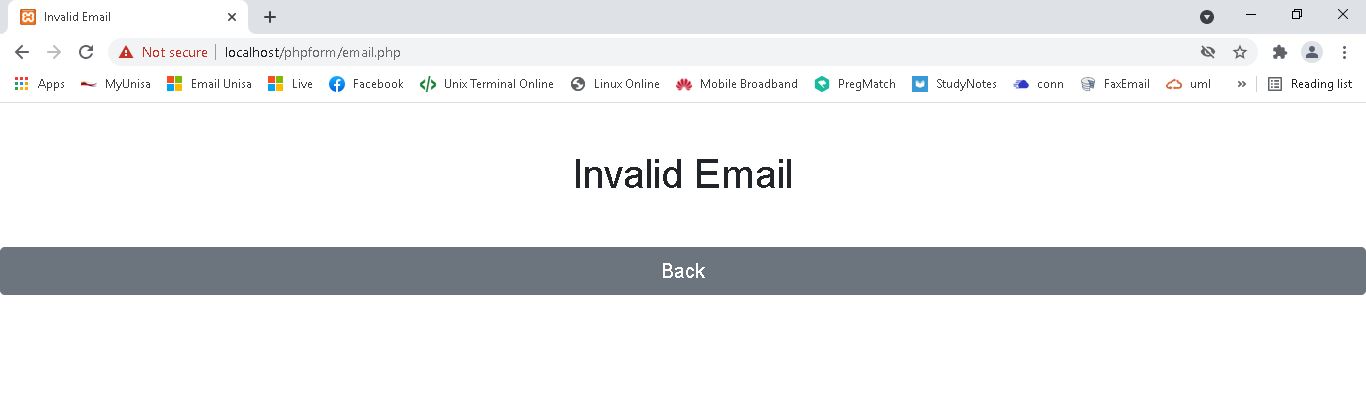 Invalid Email
Not secure localhost/phpform/email.php
Apps MyUnisa Email Unisa Live Facebook Unix Terminal Online Linux Online Mobile Broadband PregMatch StudyNotes conn FaxEmail uml » Reading list
Invalid Email
Back